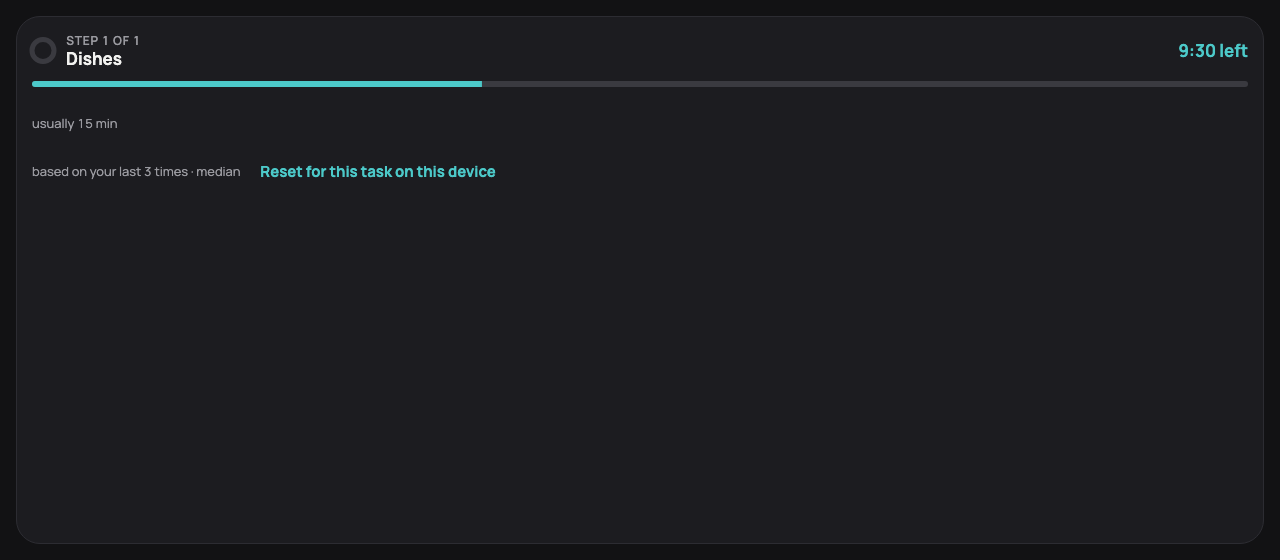 STEP 1 OF 1
Dishes
9:30 left
usually 15 min
based on your last 3 times · median
Reset for this task on this device